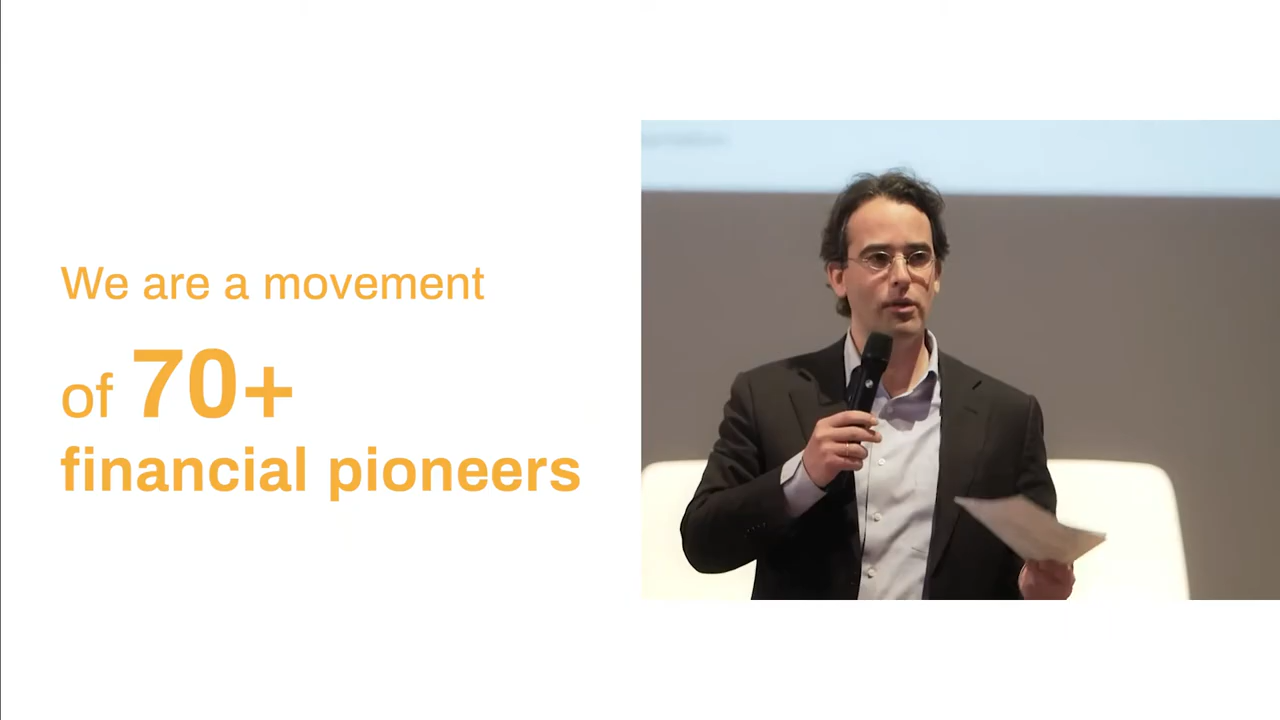 We are a movement
of 70+
financial pioneers